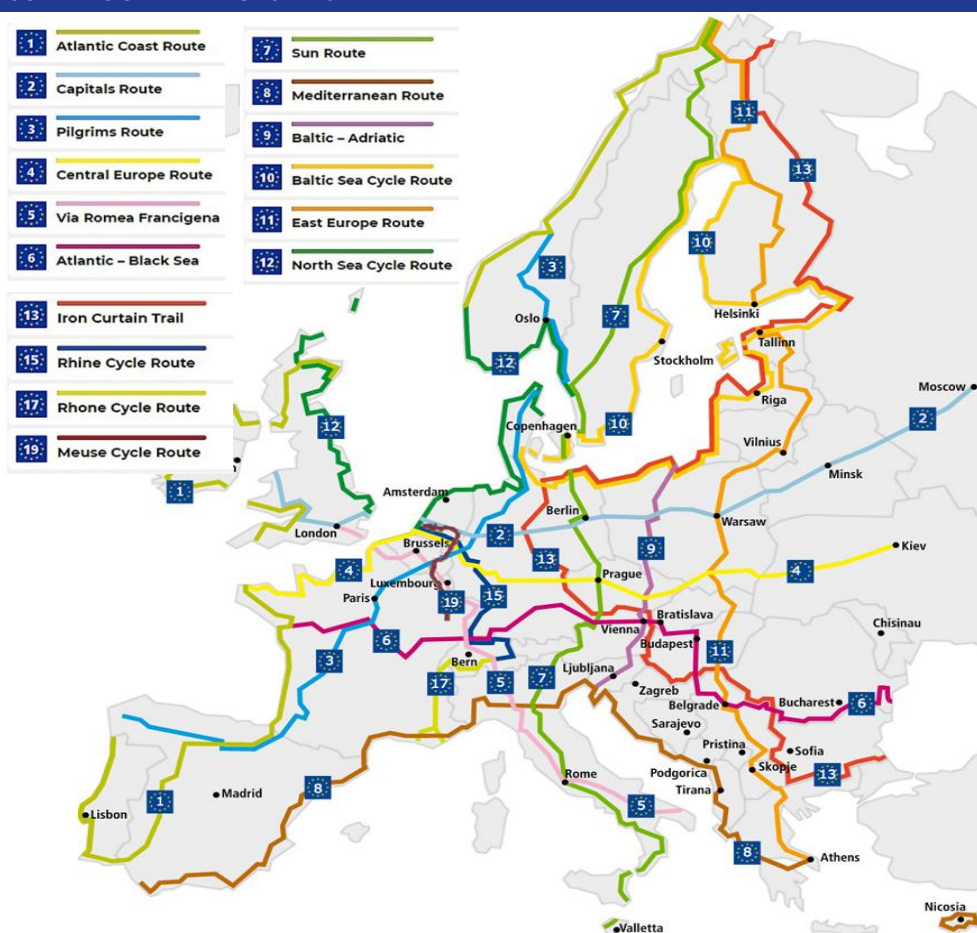 1 Atlantic Coast Route
2 Capitals Route
3 Pilgrims Route
4 Central Europe Route
5 Via Romea Francigena
6 Atlantic – Black Sea
13 Iron Curtain Trail
15 Rhine Cycle Route
17 Rhone Cycle Route
19 Meuse Cycle Route
7 Sun Route
8 Mediterranean Route
9 Baltic – Adriatic
10 Baltic Sea Cycle Route
11 East Europe Route
12 North Sea Cycle Route
11
13
10
3
Oslo
7
Helsinki
Tallinn
12
Stockholm
Moscow
Riga
2
12
Copenhagen
10
Vilnius
Minsk
1
Amsterdam
Berlin
Warsaw
London
2
Kiev
Brussels
9
4
13
4
Prague
Luxembourg
Paris
19
15
Bratislava
Vienna
Chisinau
6
Budapest
11
3
Bern
Ljubljana
17
5
7
Zagreb
Belgrade
Bucharest
6
Sarajevo
Pristina
Sofia
Podgorica
Skopje
13
Rome
Tirana
8
Madrid
1
5
Lisbon
8
Athens
Nicosia
Valletta